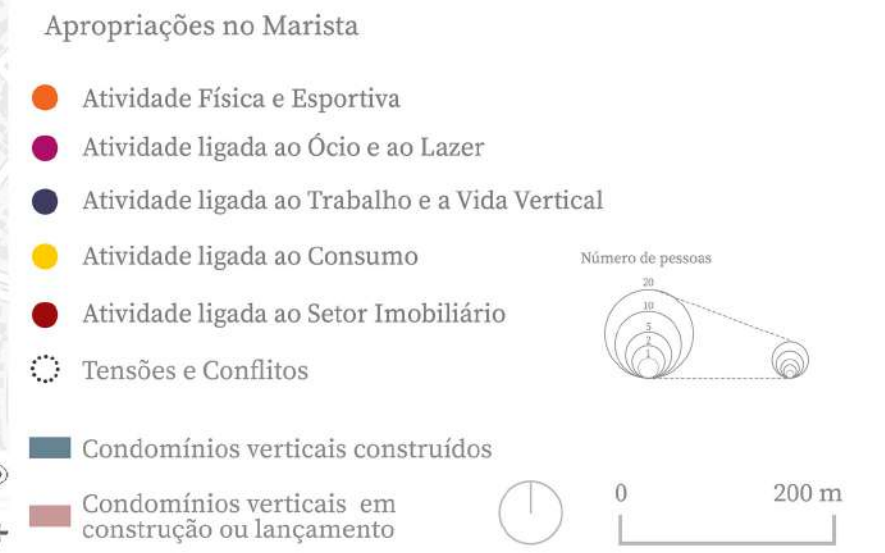 Apropriações no Marista
Atividade Física e Esportiva
Atividade ligada ao Ócio e ao Lazer
Atividade ligada ao Trabalho e a Vida Vertical
Atividade ligada ao Consumo
Número de pessoas
20
10
5
2
1
Atividade ligada ao Setor Imobiliário
Tensões e Conflitos
Condomínios verticais construídos
Condomínios verticais em
construção ou lançamento
0 200 m